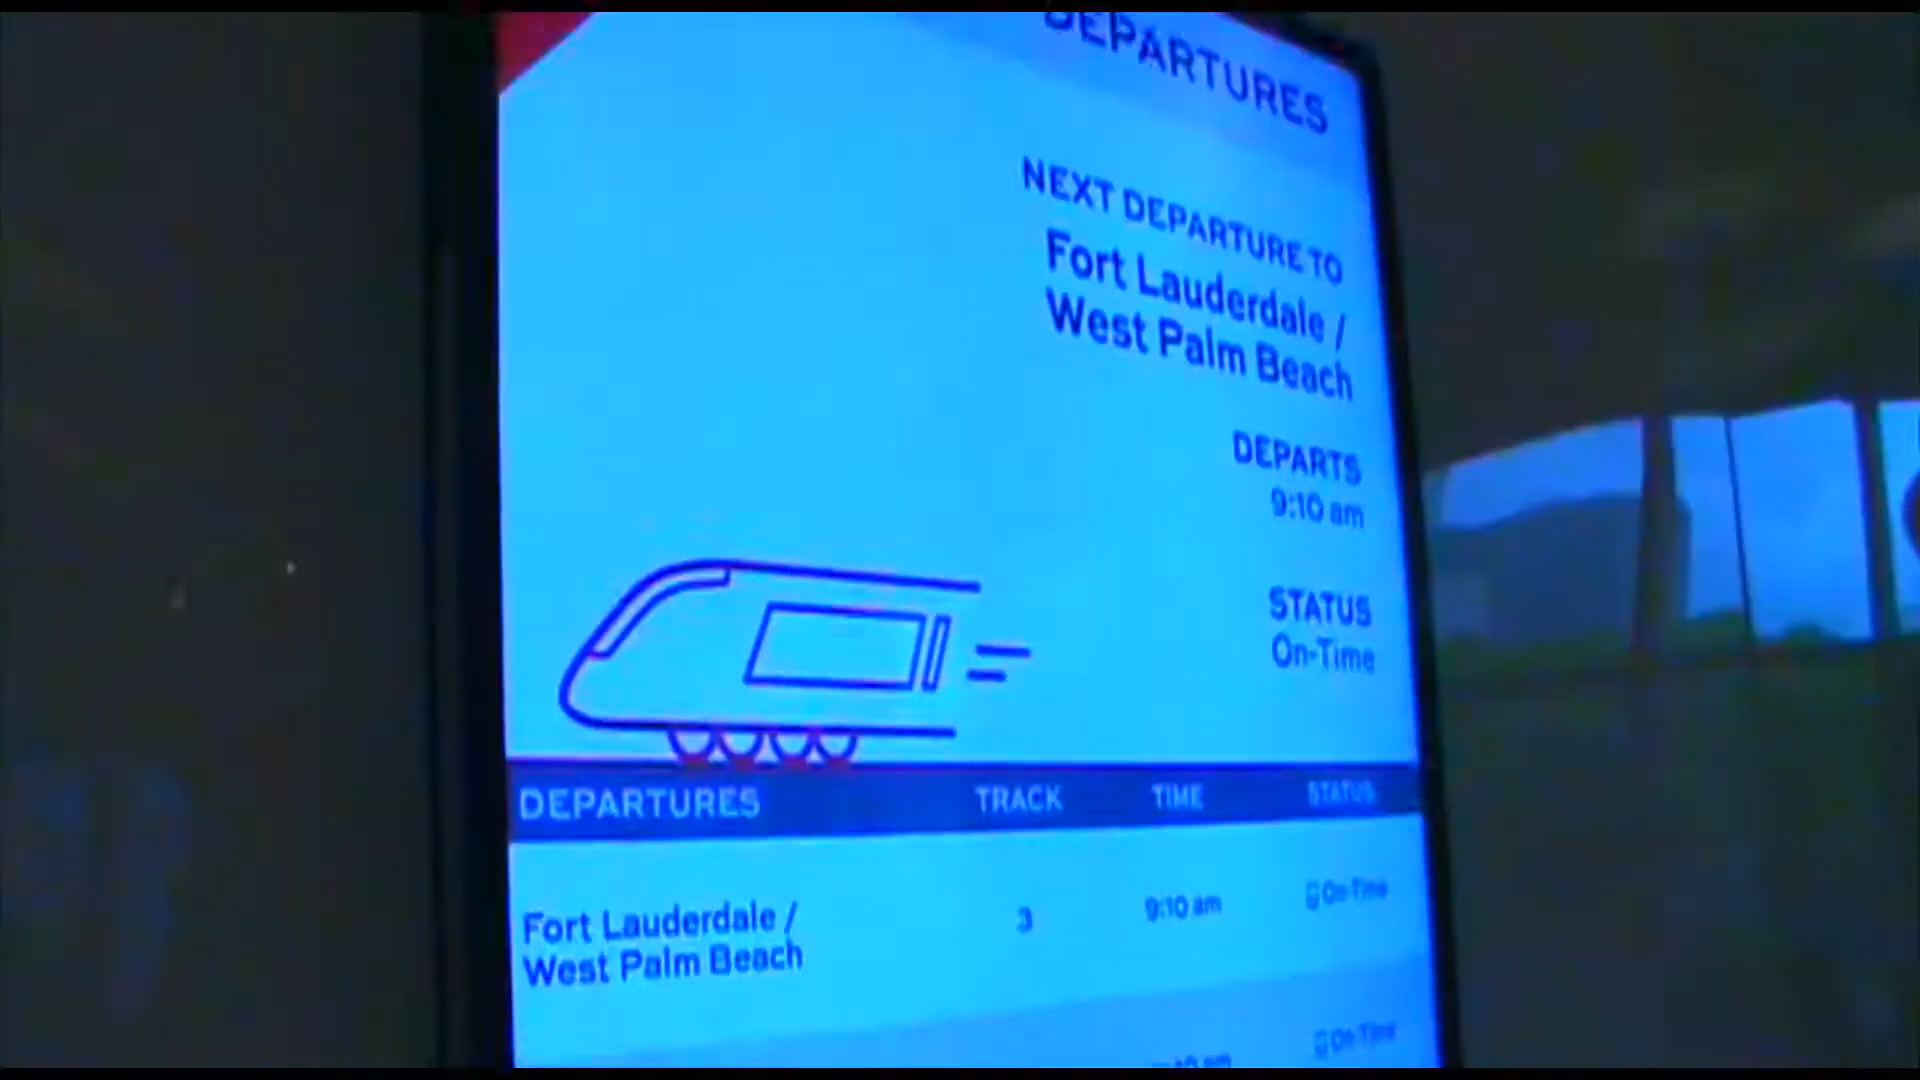 DEPARTURES
NEXT DEPARTURE TO
Fort Lauderdale /
West Palm Beach
DEPARTS
9:10 am
STATUS
On-Time
DEPARTURES TRACK TIME STATUS
Fort Lauderdale /
West Palm Beach
3 9:10 am On-Time
On-Time